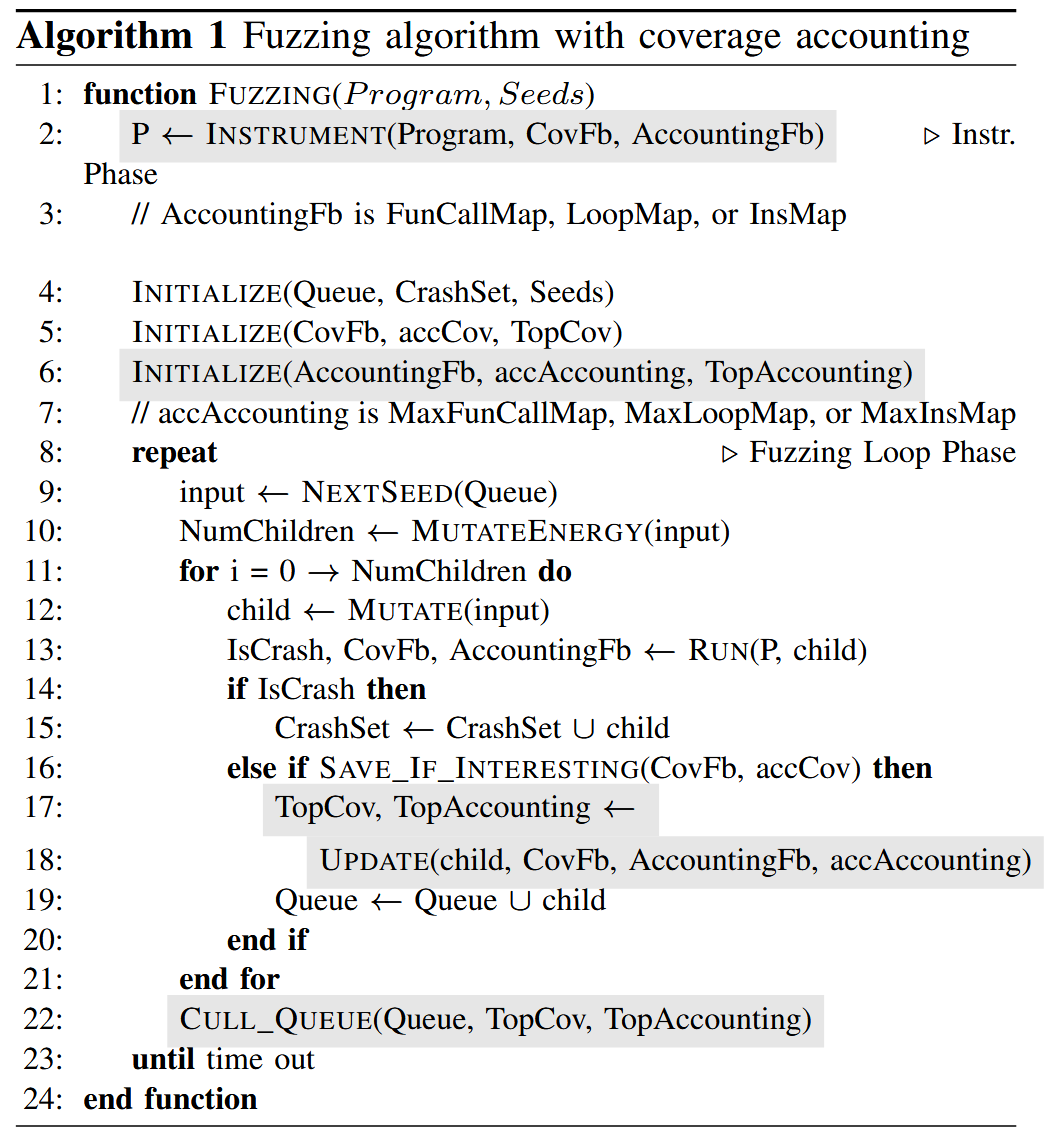 Algorithm 1 Fuzzing algorithm with coverage accounting
1: function FUZZING(Program, Seeds)
2: P ← INSTRUMENT(Program, CovFb, AccountingFb) ▷ Instr.
Phase
3: // AccountingFb is FunCallMap, LoopMap, or InsMap
4: INITIALIZE(Queue, CrashSet, Seeds)
5: INITIALIZE(CovFb, accCov, TopCov)
6: INITIALIZE(AccountingFb, accAccounting, TopAccounting)
7: // accAccounting is MaxFunCallMap, MaxLoopMap, or MaxInsMap
8: repeat ▷ Fuzzing Loop Phase
9: input ← NEXTSEED(Queue)
10: NumChildren ← MUTATEENERGY(input)
11: for i = 0 → NumChildren do
12: child ← MUTATE(input)
13: IsCrash, CovFb, AccountingFb ← RUN(P, child)
14: if IsCrash then
15: CrashSet ← CrashSet ∪ child
16: else if SAVE_IF_INTERESTING(CovFb, accCov) then
17: TopCov, TopAccounting ←
18: UPDATE(child, CovFb, AccountingFb, accAccounting)
19: Queue ← Queue ∪ child
20: end if
21: end for
22: CULL_QUEUE(Queue, TopCov, TopAccounting)
23: until time out
24: end function